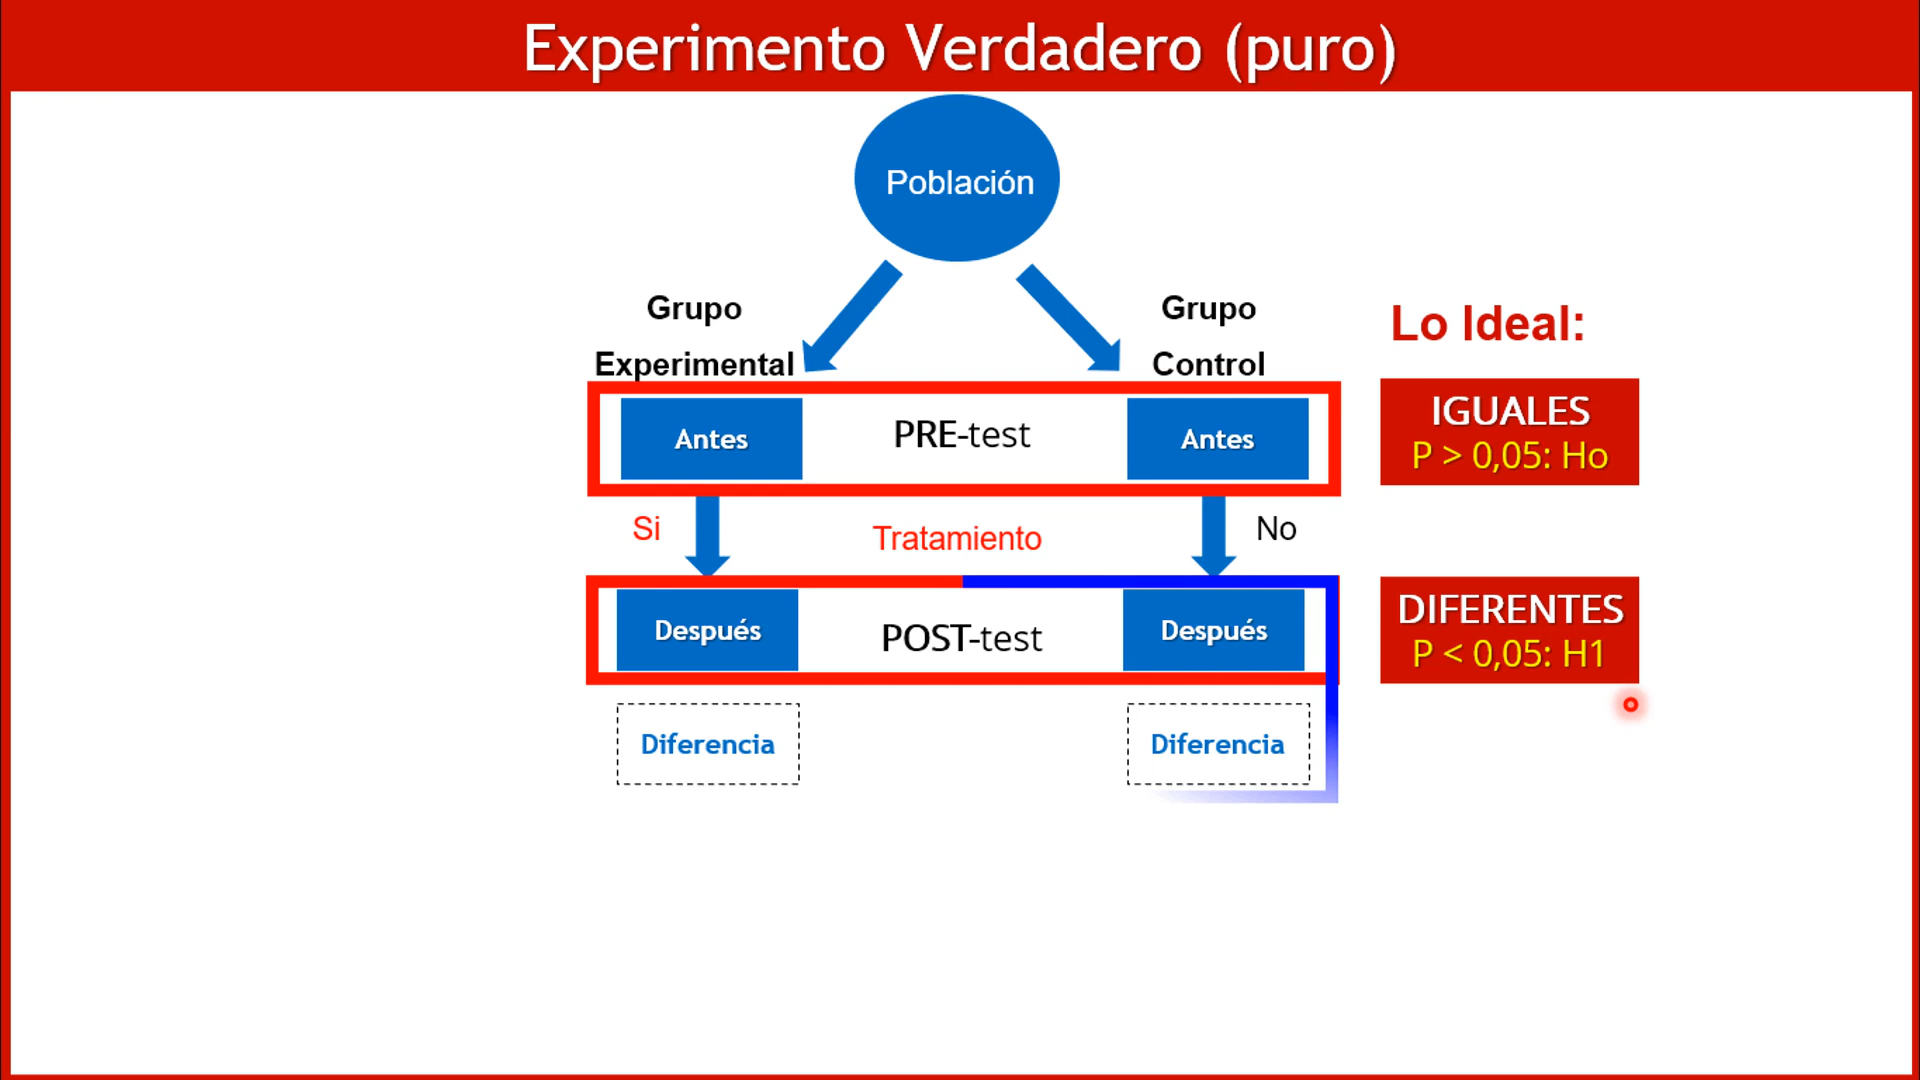 Experimento Verdadero (puro)
Población
Grupo
Experimental
Grupo
Control
Lo Ideal:
Antes
PRE-test
Antes
IGUALES
P > 0,05: Ho
Si
Tratamiento
No
Después
POST-test
Después
DIFERENTES
P < 0,05: H1
Diferencia
Diferencia